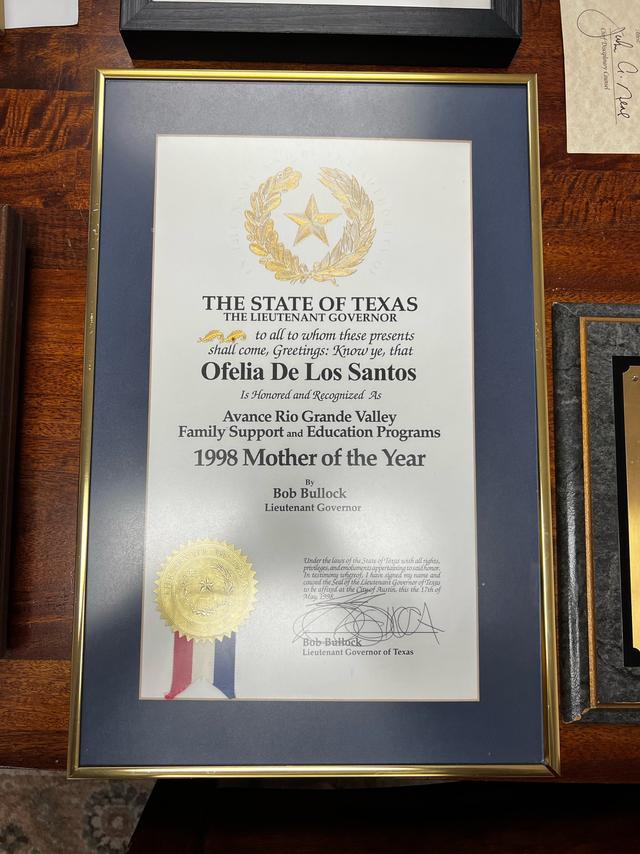 THE STATE OF TEXAS
THE LIEUTENANT GOVERNOR
to all to whom these presents
shall come, Greetings: Know ye, that
Ofelia De Los Santos
Is Honored and Recognized As
Avance Rio Grande Valley
Family Support and Education Programs
1998 Mother of the Year
By
Bob Bullock
Lieutenant Governor
Under the laws of the State of Texas with all rights,
privileges, and emoluments appertaining to said honor.
In testimony whereof, I have signed my name and
caused the Seal of the Lieutenant Governor of Texas
to be affixed at the City of Austin, this the 17th of
May, 1998.
Bob Bullock
Lieutenant Governor of Texas
Chief Disciplinary Counsel